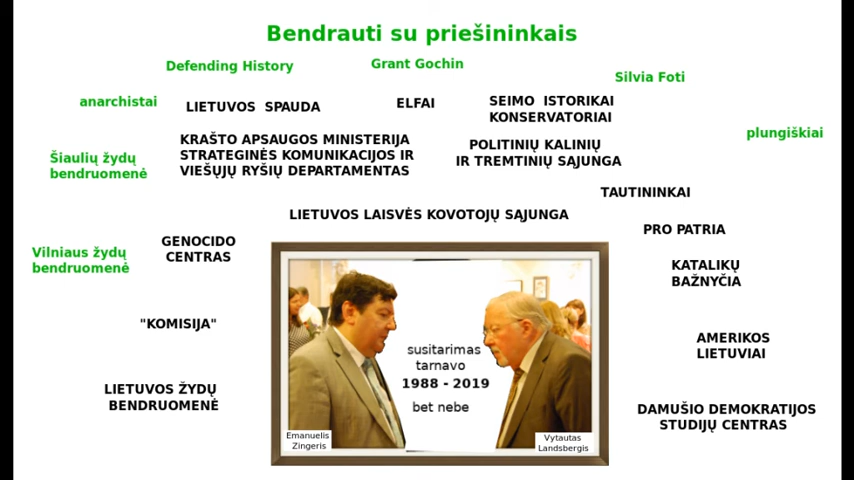 Bendrauti su priešininkais
Defending History
Grant Gochin
Silvia Foti
anarchistai
LIETUVOS SPAUDA
ELFAI
SEIMO ISTORIKAI
KONSERVATORIAI
plungiškiai
KRAŠTO APSAUGOS MINISTERIJA
STRATEGINĖS KOMUNIKACIJOS IR
VIEŠŲJŲ RYŠIŲ DEPARTAMENTAS
POLITINIŲ KALINIŲ
IR TREMTINIŲ SĄJUNGA
Šiaulių žydų
bendruomenė
TAUTININKAI
LIETUVOS LAISVĖS KOVOTOJŲ SĄJUNGA
PRO PATRIA
GENOCIDO
CENTRAS
Vilniaus žydų
bendruomenė
KATALIKŲ
BAŽNYČIA
"KOMISIJA"
AMERIKOS
LIETUVIAI
susitarimas
tarnavo
1988 - 2019
bet nebe
LIETUVOS ŽYDŲ
BENDRUOMENĖ
DAMUŠIO DEMOKRATIJOS
STUDIJŲ CENTRAS
Emanuelis
Zingeris
Vytautas
Landsbergis